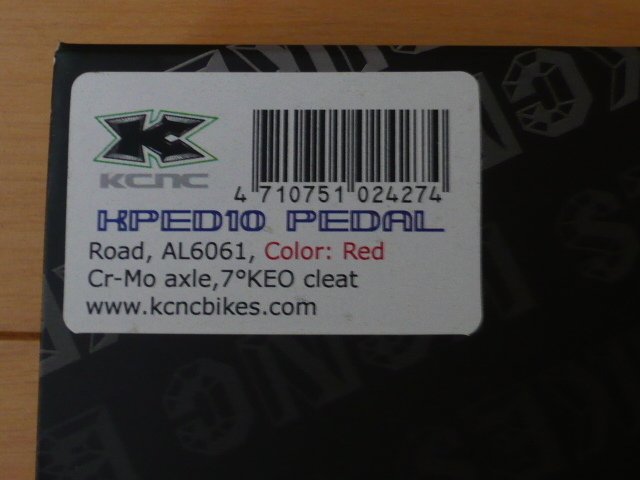 KCNC
4 710751 024274
KPED10 PEDAL
Road, AL6061, Color: Red
Cr-Mo axle,7°KEO cleat
www.kcncbikes.com